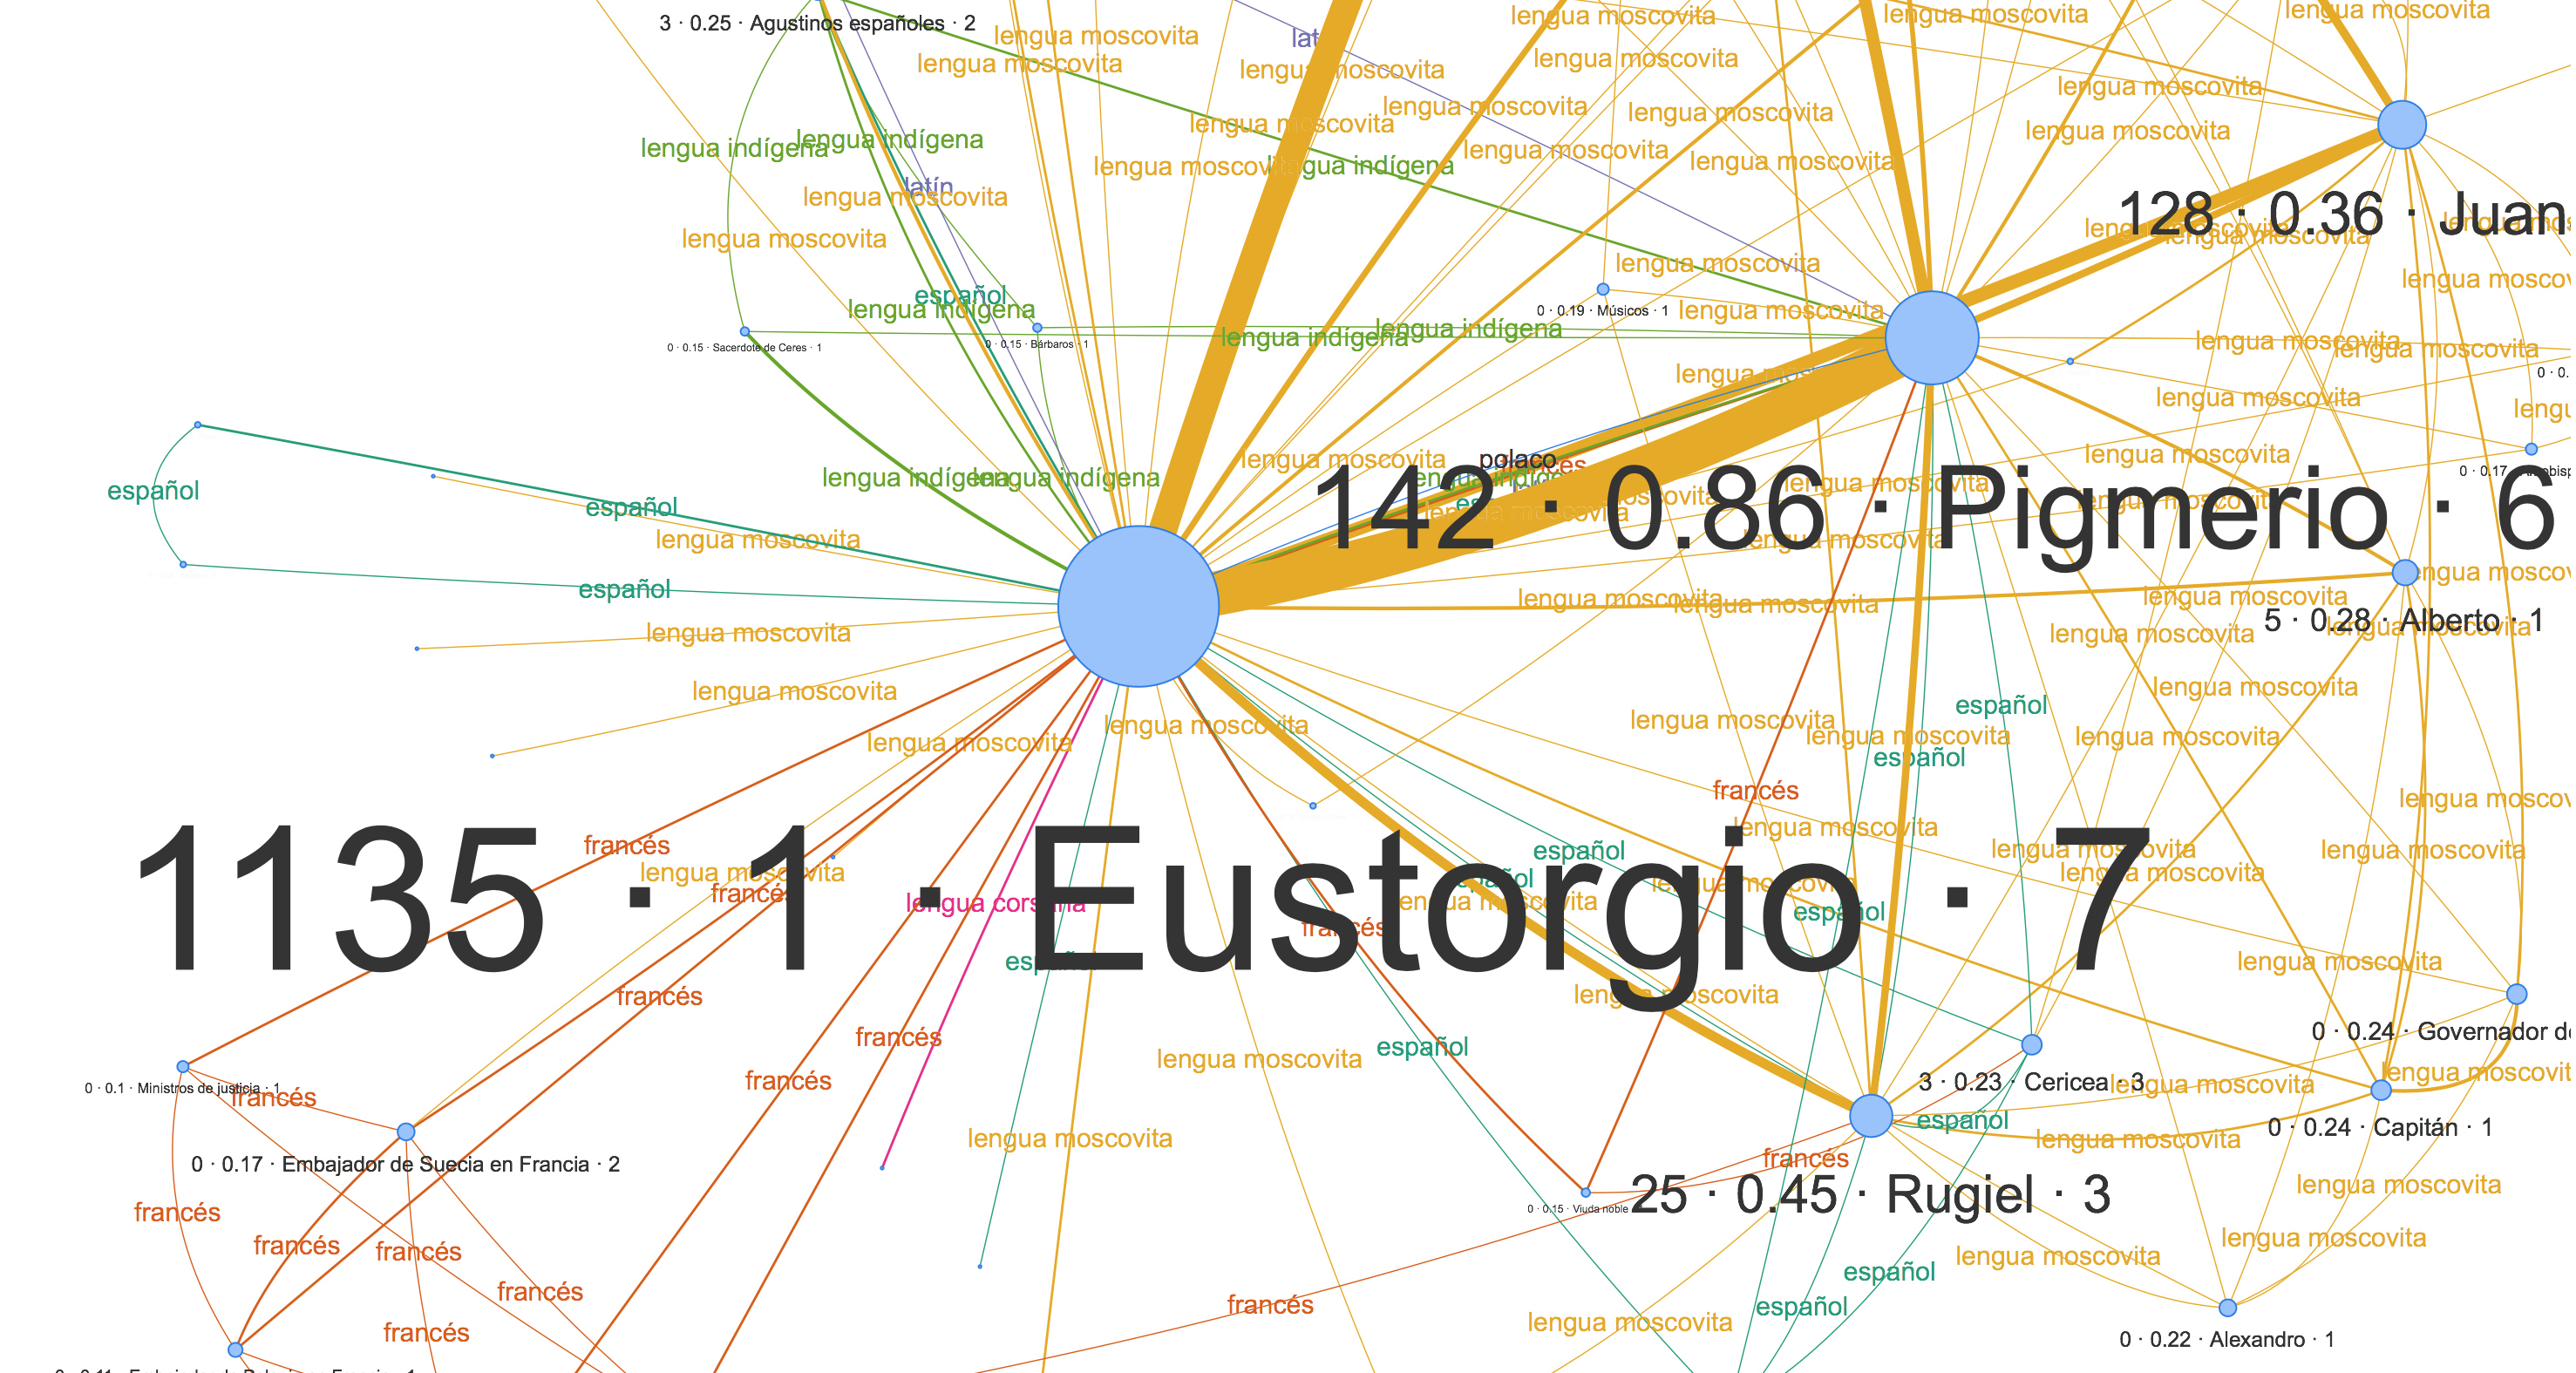 lengua moscovita
lengua moscovita
lengua moscovita
3 · 0.25 · Agustinos españoles · 2
lengua moscovita
lengua moscovita
lengua moscovita
lengua moscovita
lengua moscovita
lengua moscovita
lengua moscovita
lengua moscovita
lengua moscovita
lengua moscovita
lengua indígena
lengua indígena
lengua moscovita
lengua moscovita
lengua moscovita
latín
lengua moscovita
128 · 0.36 · Juan
lengua moscovita
lengua moscovita
lengua moscovita
español
lengua indígena
0 · 0.19 · Músicos · 1
lengua moscovita
lengua indígena
lengua indígena
0 · 0.15 · Sacerdote de Ceres · 1
0 · 0.15 · Bárbaros · 1
lengua moscovita
lengua moscovita
lengua moscovita
lengua moscovita
lengua moscovita
polaco
lengua indígena
lengua indígena
español
142 · 0.86 · Pigmerio · 6
español
lengua moscovita
lengua moscovita
español
lengua moscovita
lengua moscovita
lengua moscovita
5 · 0.28 · Alberto · 1
lengua moscovita
lengua moscovita
lengua moscovita
lengua moscovita
lengua moscovita
español
lengua moscovita
lengua moscovita
lengua moscovita
lengua moscovita
lengua moscovita
español
francés
lengua moscovita
francés
español
lengua moscovita
lengua moscovita
lengua moscovita
lengua moscovita
francés
español
1135 · 1 · Eustorgio · 7
lengua moscovita
francés
lengua moscovita
0 · 0.24 · Governador
francés
español
lengua moscovita
francés
3 · 0.23 · Cericea · 3
lengua moscovita
0 · 0.1 · Ministros de justicia · 1
francés
español
0 · 0.24 · Capitán · 1
lengua moscovita
lengua moscovita
0 · 0.17 · Embajador de Suecia en Francia · 2
francés
lengua moscovita
25 · 0.45 · Rugiel · 3
0 · 0.15 · Viuda noble
francés
lengua moscovita
francés
francés
lengua moscovita
español
francés
francés
español
francés
lengua moscovita
0 · 0.22 · Alexandro · 1